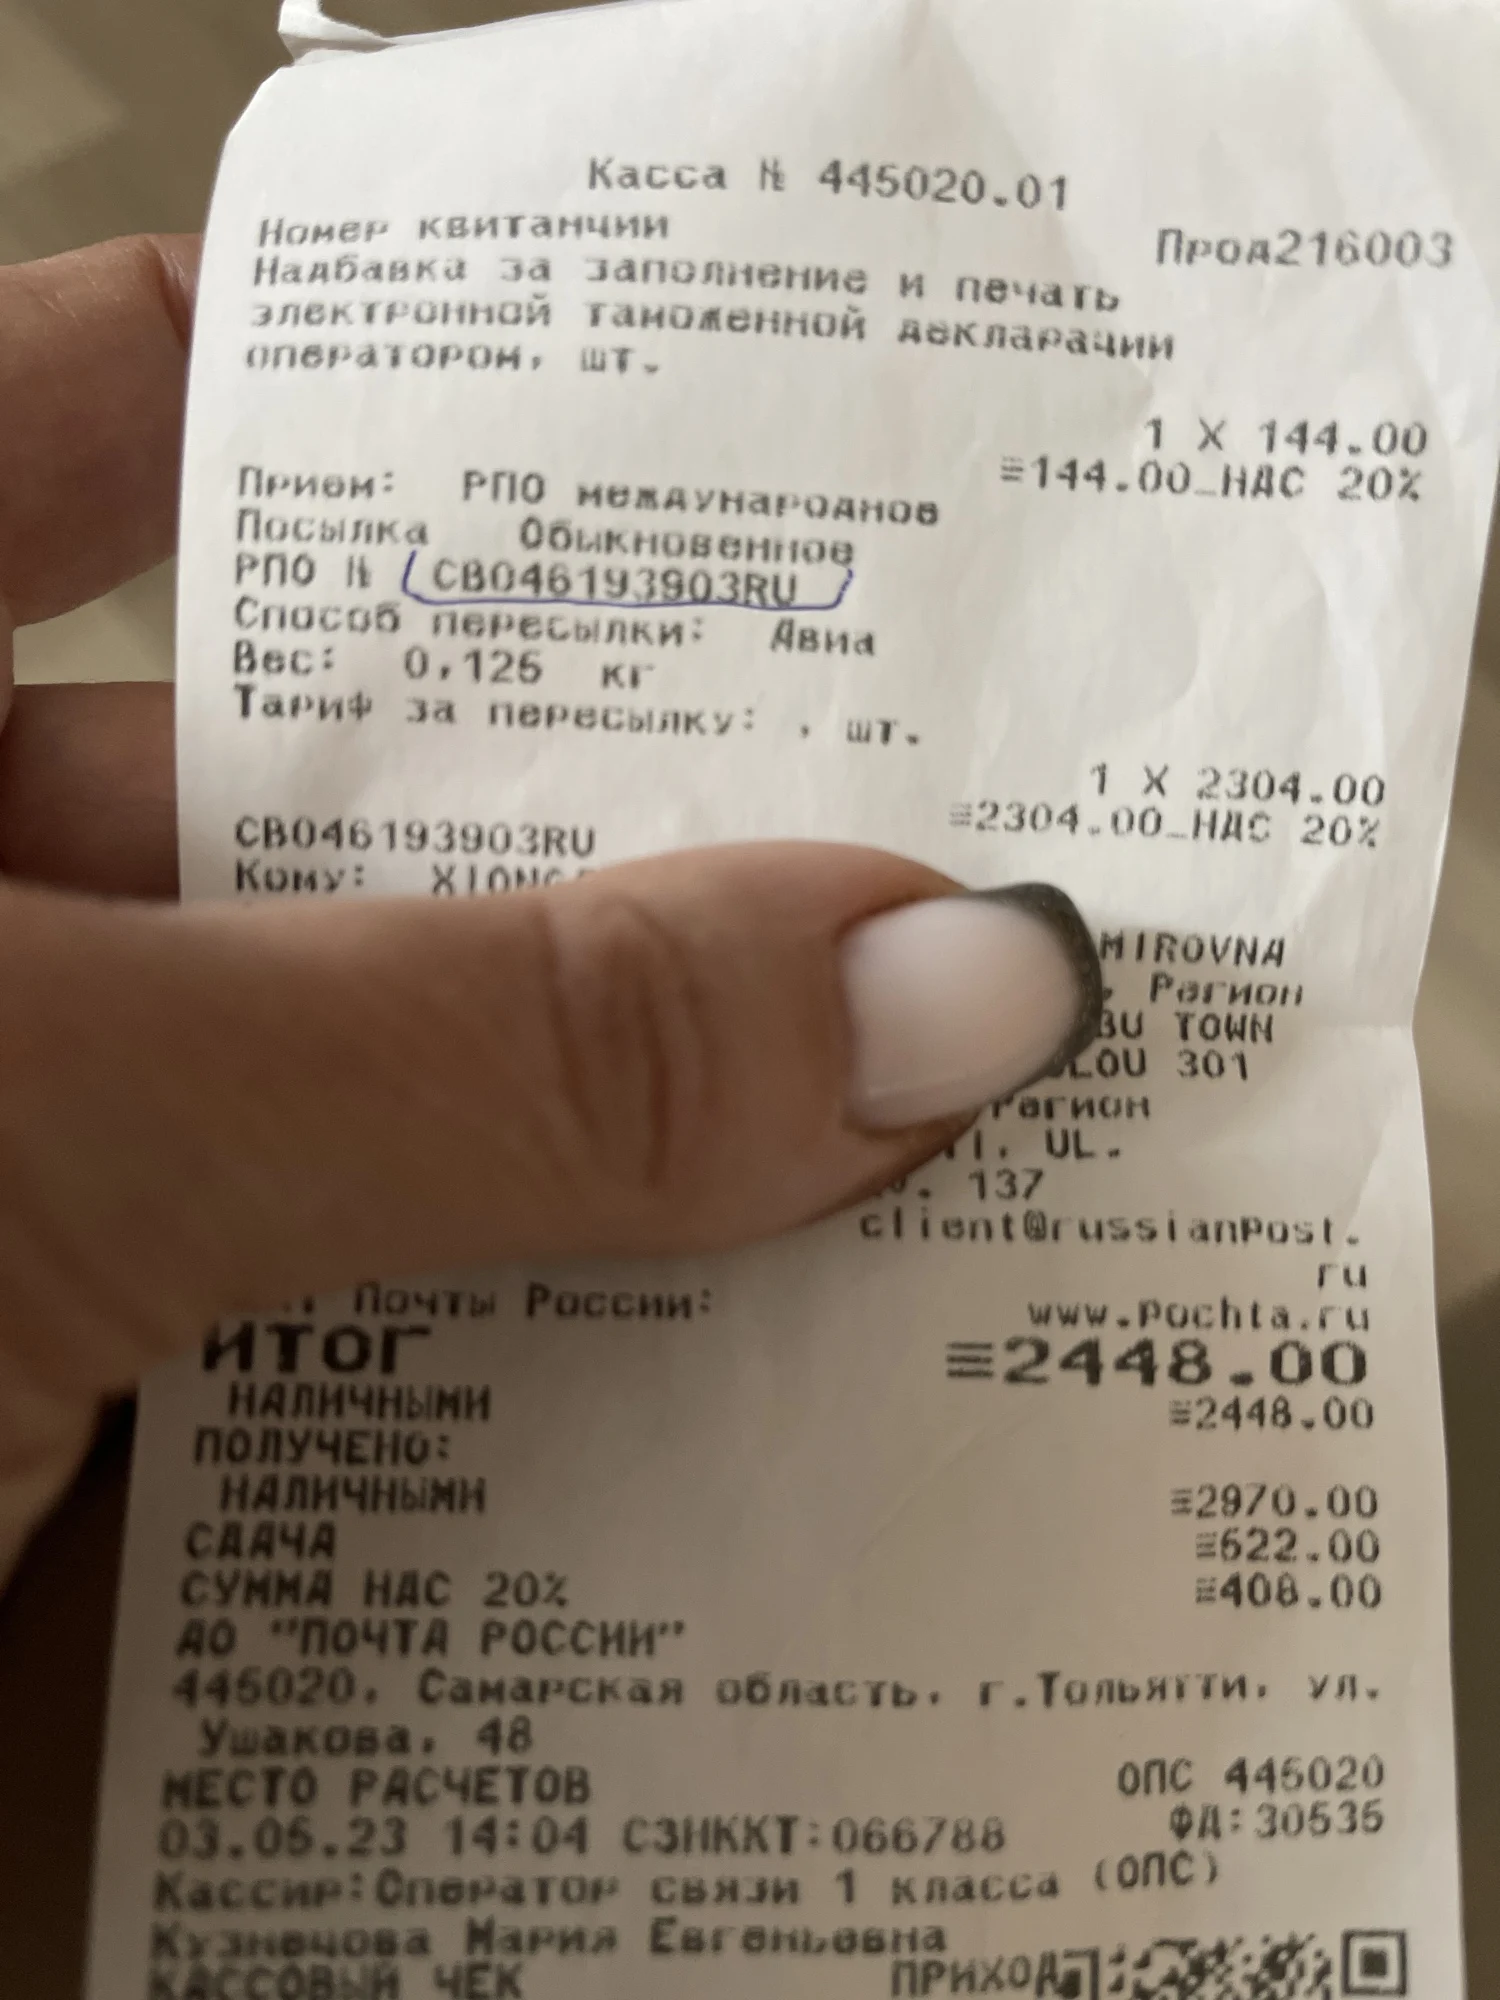 Касса № 445020.01
Номер квитанции Прод216003
Надбавка за заполнение и печать
электронной таможенной декларации
оператором, шт.
1 X 144.00
≡144.00_НДС 20%
Прием: РПО международное
Посылка Обыкновенное
РПО № CB046193903RU
Способ пересылки: Авиа
Вес: 0,125 кг
Тариф за пересылку: , шт.
1 X 2304.00
≡2304.00_НДС 20%
CB046193903RU
Кому: XIONG
MIROVNA
, Регион
BU TOWN
LOU 301
Регион
TI, UL.
. 137
client@russianpost.
ru
Почты России: www.pochta.ru
ИТОГ ≡2448.00
НАЛИЧНЫМИ ≡2448.00
ПОЛУЧЕНО:
НАЛИЧНЫМИ ≡2970.00
СДАЧА ≡522.00
СУММА НДС 20% ≡408.00
АО "ПОЧТА РОССИИ"
445020, Самарская область, г.Тольятти, ул.
Ушакова, 48
МЕСТО РАСЧЕТОВ ОПС 445020
03.05.23 14:04 СЗНККТ:066788 ФД:30535
Кассир:Оператор связи 1 класса (ОПС)
Кузнецова Мария Евгеньевна
КАССОВЫЙ ЧЕК ПРИХОД